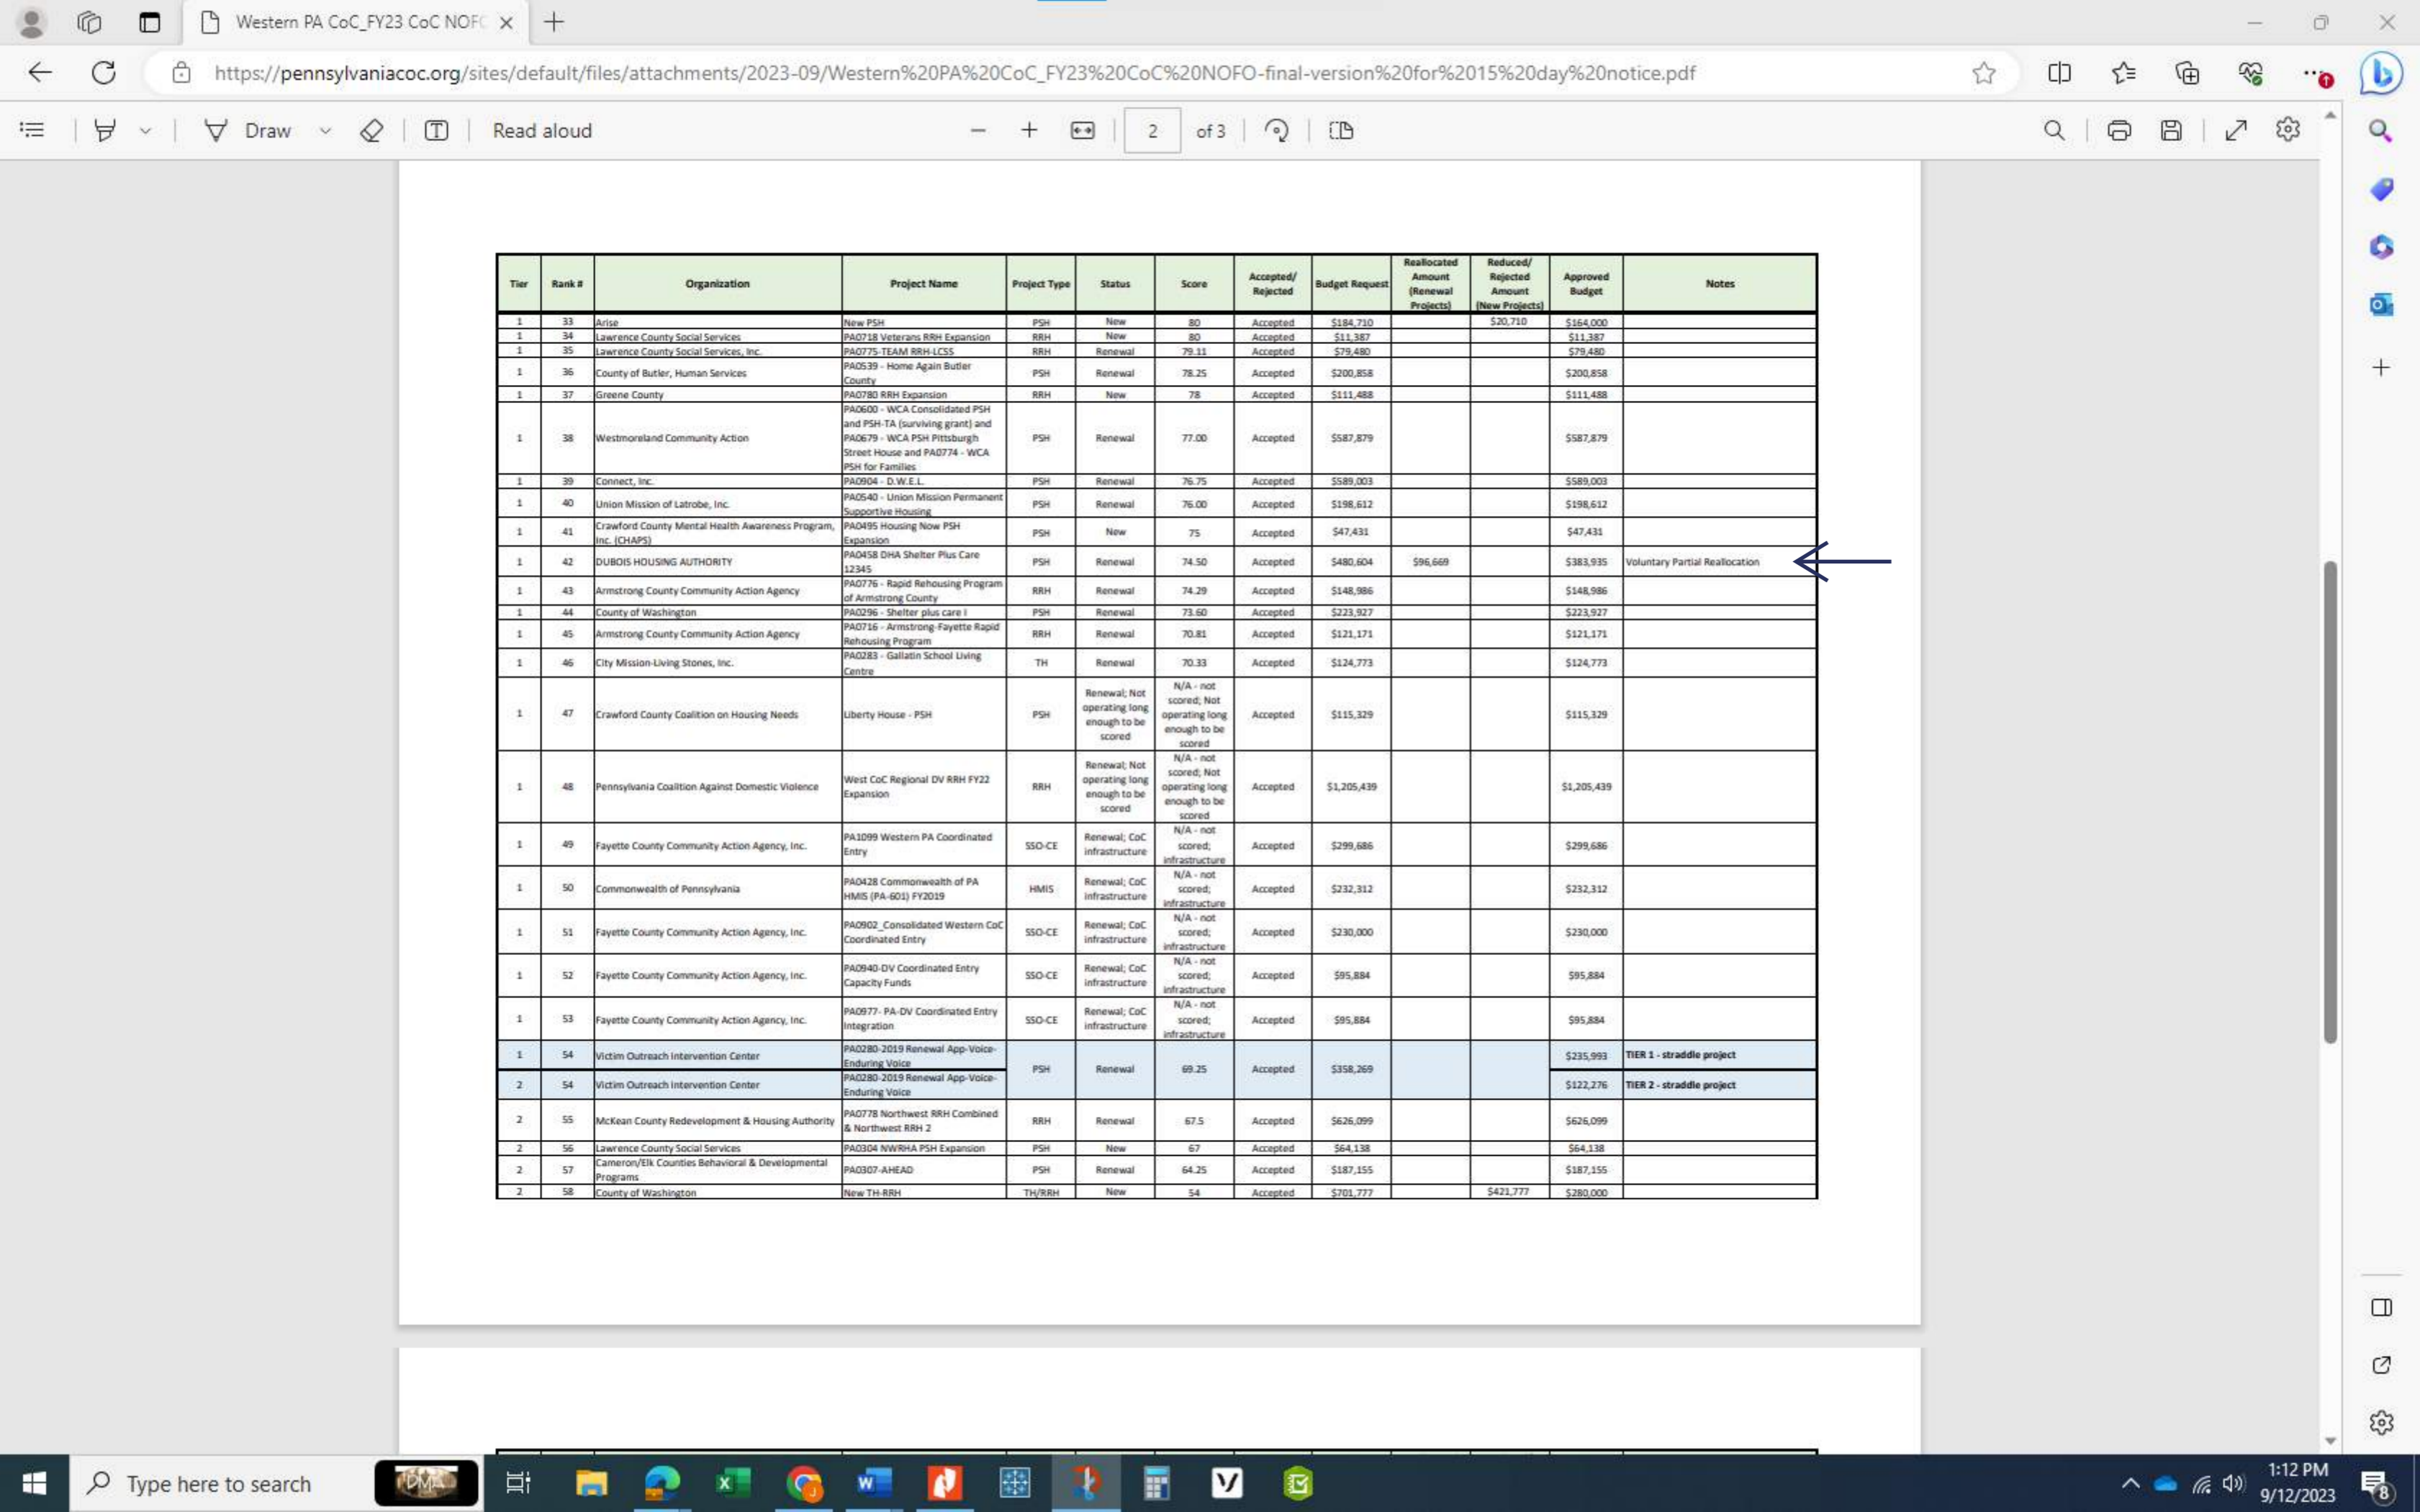 Western PA CoC_FY23 CoC NOFO
https://pennsylvaniacoc.org/sites/default/files/attachments/2023-09/Western%20PA%20CoC_FY23%20CoC%20NOFO-final-version%20for%2015%20day%20notice.pdf
Draw Read aloud 2 of 3
Tier Rank # Organization Project Name Project Type Status Score Accepted/ Rejected Budget Request Reallocated Amount (Renewal Projects) Reduced/ Rejected Amount (New Projects) Approved Budget Notes
1 33 Arise New PSH PSH New 80 Accepted $184,710 $20,710 $164,000
1 34 Lawrence County Social Services PA0718 Veterans RRH Expansion RRH New 80 Accepted $11,387 $11,387
1 35 Lawrence County Social Services, Inc. PA0775-TEAM RRH-LCSS RRH Renewal 79.11 Accepted $79,480 $79,480
1 36 County of Butler, Human Services PA0539 - Home Again Butler County PSH Renewal 78.25 Accepted $200,858 $200,858
1 37 Greene County PA0780 RRH Expansion RRH New 78 Accepted $111,488 $111,488
1 38 Westmoreland Community Action PA0600 - WCA Consolidated PSH and PSH-TA (surviving grant) and PA0679 - WCA PSH Pittsburgh Street House and PA0774 - WCA PSH for Families PSH Renewal 77.00 Accepted $587,879 $587,879
1 39 Connect, Inc. PA0904 - D.W.E.L. PSH Renewal 76.75 Accepted $589,003 $589,003
1 40 Union Mission of Latrobe, Inc. PA0540 - Union Mission Permanent Supportive Housing PSH Renewal 76.00 Accepted $198,612 $198,612
1 41 Crawford County Mental Health Awareness Program, Inc. (CHAPS) PA0495 Housing Now PSH Expansion PSH New 75 Accepted $47,431 $47,431
1 42 DUBOIS HOUSING AUTHORITY PA0458 DHA Shelter Plus Care 12345 PSH Renewal 74.50 Accepted $480,604 $96,669 $383,935 Voluntary Partial Reallocation
1 43 Armstrong County Community Action Agency PA0776 - Rapid Rehousing Program of Armstrong County RRH Renewal 74.29 Accepted $148,986 $148,986
1 44 County of Washington PA0296 - Shelter plus care I PSH Renewal 73.60 Accepted $223,927 $223,927
1 45 Armstrong County Community Action Agency PA0716 - Armstrong-Fayette Rapid Rehousing Program RRH Renewal 70.81 Accepted $121,171 $121,171
1 46 City Mission-Living Stones, Inc. PA0283 - Gallatin School Living Centre TH Renewal 70.33 Accepted $124,773 $124,773
1 47 Crawford County Coalition on Housing Needs Liberty House - PSH PSH Renewal; Not operating long enough to be scored N/A - not scored; Not operating long enough to be scored Accepted $115,329 $115,329
1 48 Pennsylvania Coalition Against Domestic Violence West CoC Regional DV RRH FY22 Expansion RRH Renewal; Not operating long enough to be scored N/A - not scored; Not operating long enough to be scored Accepted $1,205,439 $1,205,439
1 49 Fayette County Community Action Agency, Inc. PA1099 Western PA Coordinated Entry SSO-CE Renewal; CoC infrastructure N/A - not scored; infrastructure Accepted $299,686 $299,686
1 50 Commonwealth of Pennsylvania PA0428 Commonwealth of PA HMIS (PA-601) FY2019 HMIS Renewal; CoC infrastructure N/A - not scored; infrastructure Accepted $232,312 $232,312
1 51 Fayette County Community Action Agency, Inc. PA0902_Consolidated Western CoC Coordinated Entry SSO-CE Renewal; CoC infrastructure N/A - not scored; infrastructure Accepted $230,000 $230,000
1 52 Fayette County Community Action Agency, Inc. PA0940-DV Coordinated Entry Capacity Funds SSO-CE Renewal; CoC infrastructure N/A - not scored; infrastructure Accepted $95,884 $95,884
1 53 Fayette County Community Action Agency, Inc. PA0977- PA-DV Coordinated Entry Integration SSO-CE Renewal; CoC infrastructure N/A - not scored; infrastructure Accepted $95,884 $95,884
1 54 Victim Outreach Intervention Center PA0280-2019 Renewal App-Voice-Enduring Voice PSH Renewal 69.25 Accepted $358,269 $235,993 TIER 1 - straddle project
2 54 Victim Outreach Intervention Center PA0280-2019 Renewal App-Voice-Enduring Voice $122,276 TIER 2 - straddle project
2 55 McKean County Redevelopment & Housing Authority PA0778 Northwest RRH Combined & Northwest RRH 2 RRH Renewal 67.5 Accepted $626,099 $626,099
2 56 Lawrence County Social Services PA0304 NWRHA PSH Expansion PSH New 67 Accepted $64,138 $64,138
2 57 Cameron/Elk Counties Behavioral & Developmental Programs PA0307-AHEAD PSH Renewal 64.25 Accepted $187,155 $187,155
2 58 County of Washington New TH-RRH TH/RRH New 54 Accepted $701,777 $421,777 $280,000
Type here to search
1:12 PM
9/12/2023
8